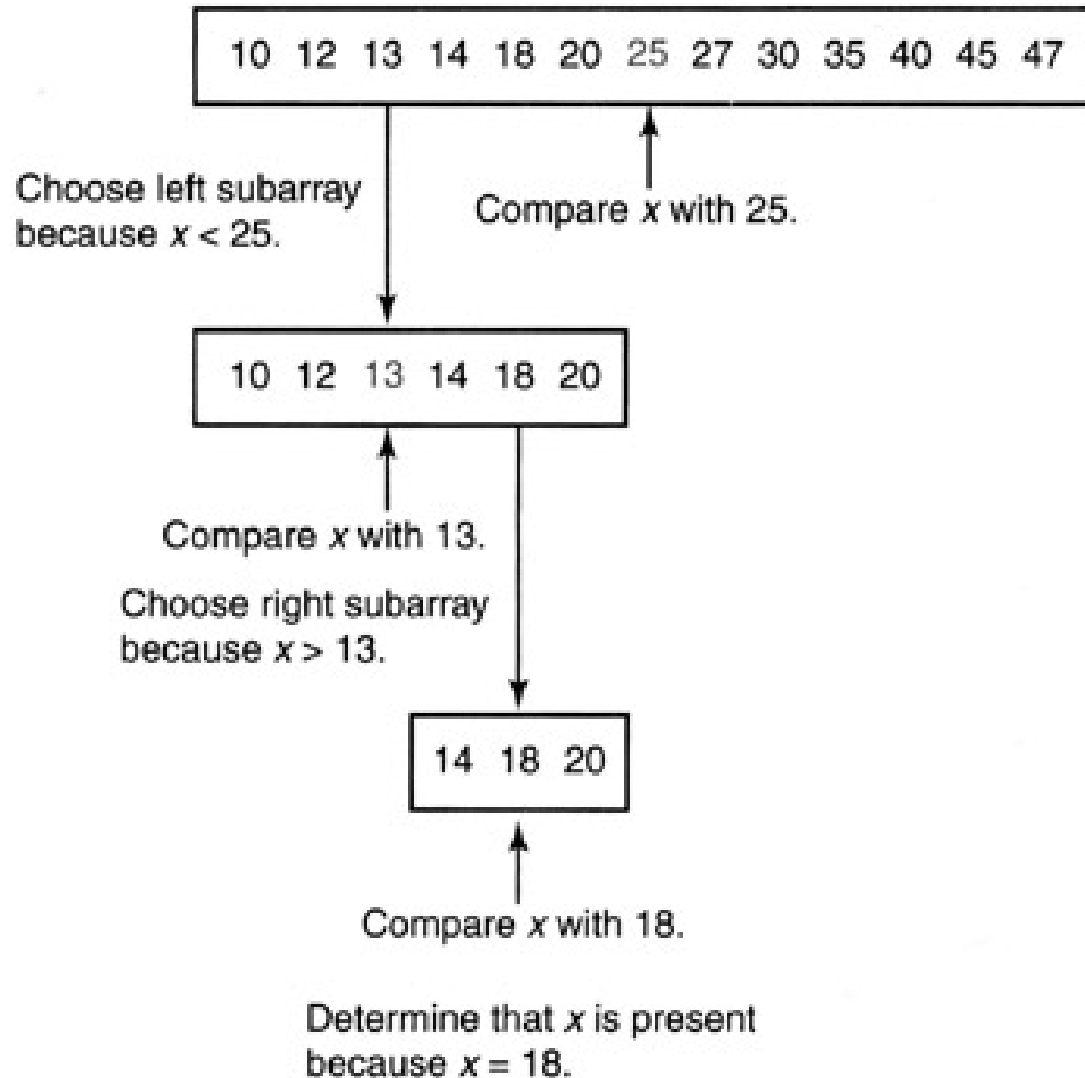 10 12 13 14 18 20 25 27 30 35 40 45 47
Choose left subarray
because x < 25.
Compare x with 25.
10 12 13 14 18 20
Compare x with 13.
Choose right subarray
because x > 13.
14 18 20
Compare x with 18.
Determine that x is present
because x = 18.